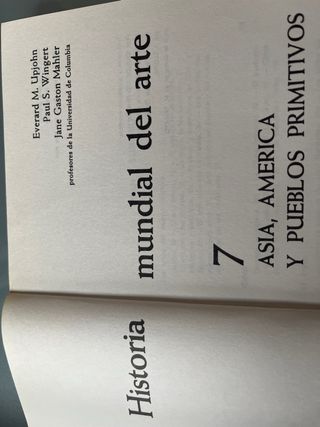 Everard M. Upjohn
Paul S. Wingert
Jane Gaston Mahler
profesores de la Universidad de Columbia
Historia mundial del arte
7
ASIA, AMERICA
Y PUEBLOS PRIMITIVOS